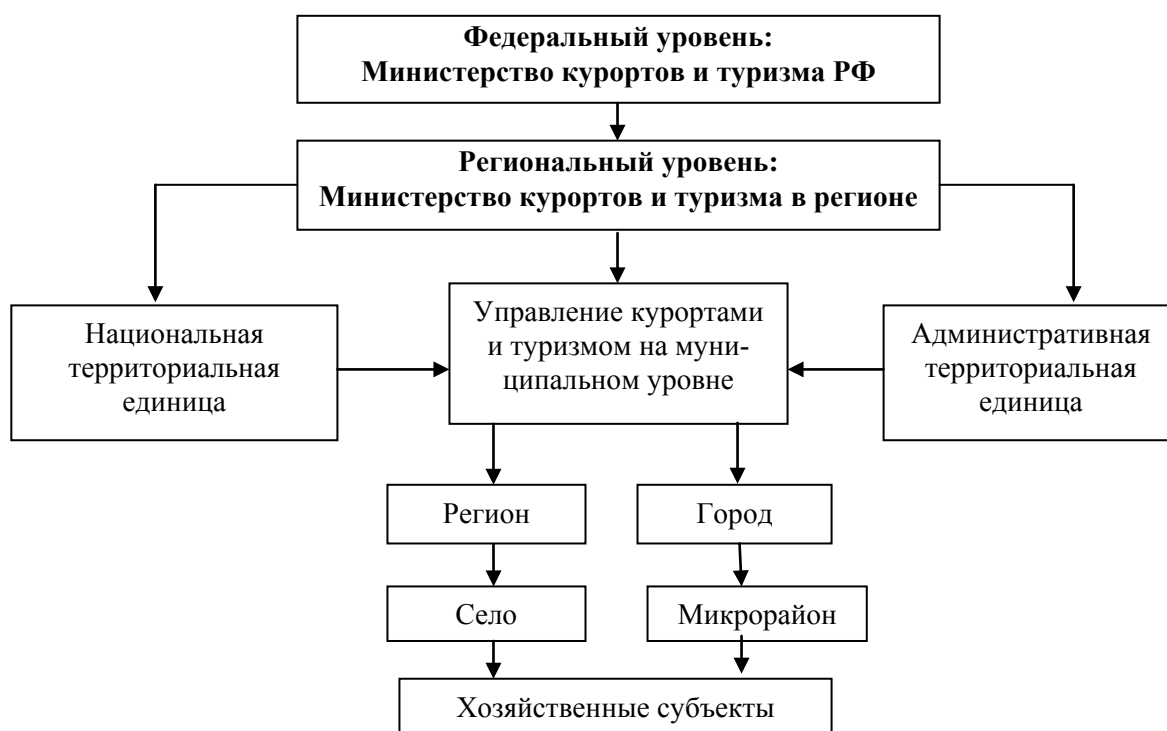 Федеральный уровень:
Министерство курортов и туризма РФ
Региональный уровень:
Министерство курортов и туризма в регионе
Национальная
территориальная
единица
Управление курортами
и туризмом на муни-
ципальном уровне
Административная
территориальная
единица
Регион
Город
Село
Микрорайон
Хозяйственные субъекты